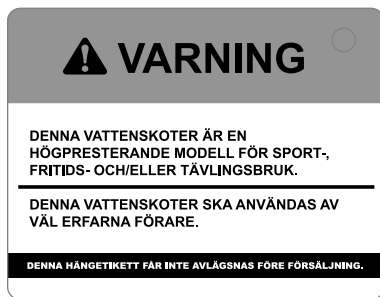 VARNING
DENNA VATTENSKOTER ÄR EN
HÖGPRESTERANDE MODELL FÖR SPORT-,
FRITIDS- OCH/ELLER TÄVLINGSBRUK.
DENNA VATTENSKOTER SKA ANVÄNDAS AV
VÄL ERFARNA FÖRARE.
DENNA HÄNGETIKETT FÅR INTE AVLÄGSNAS FÖRE FÖRSÄLJNING.